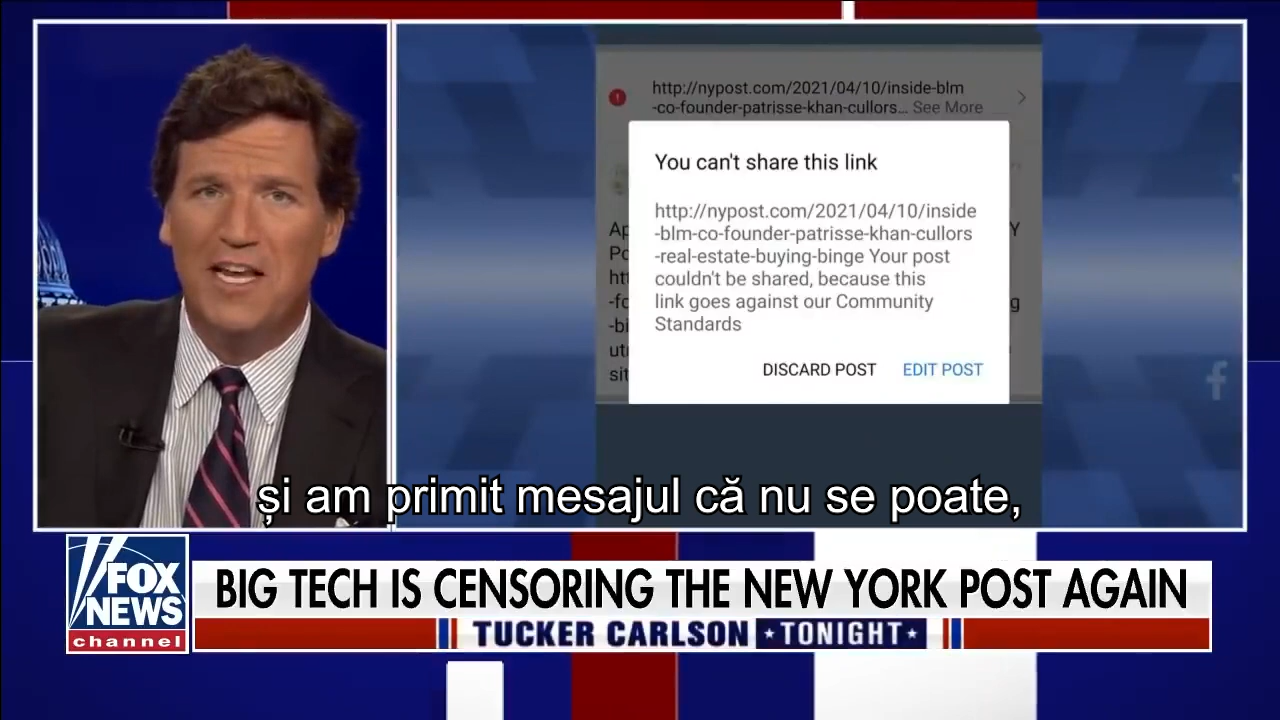 http://nypost.com/2021/04/10/inside-blm
-co-founder-patrisse-khan-cullors... See More
You can't share this link
http://nypost.com/2021/04/10/inside
-blm-co-founder-patrisse-khan-cullors
-real-estate-buying-binge Your post
couldn't be shared, because this
link goes against our Community
Standards
DISCARD POST EDIT POST
și am primit mesajul că nu se poate,
FOX
NEWS
channel
BIG TECH IS CENSORING THE NEW YORK POST AGAIN
TUCKER CARLSON TONIGHT